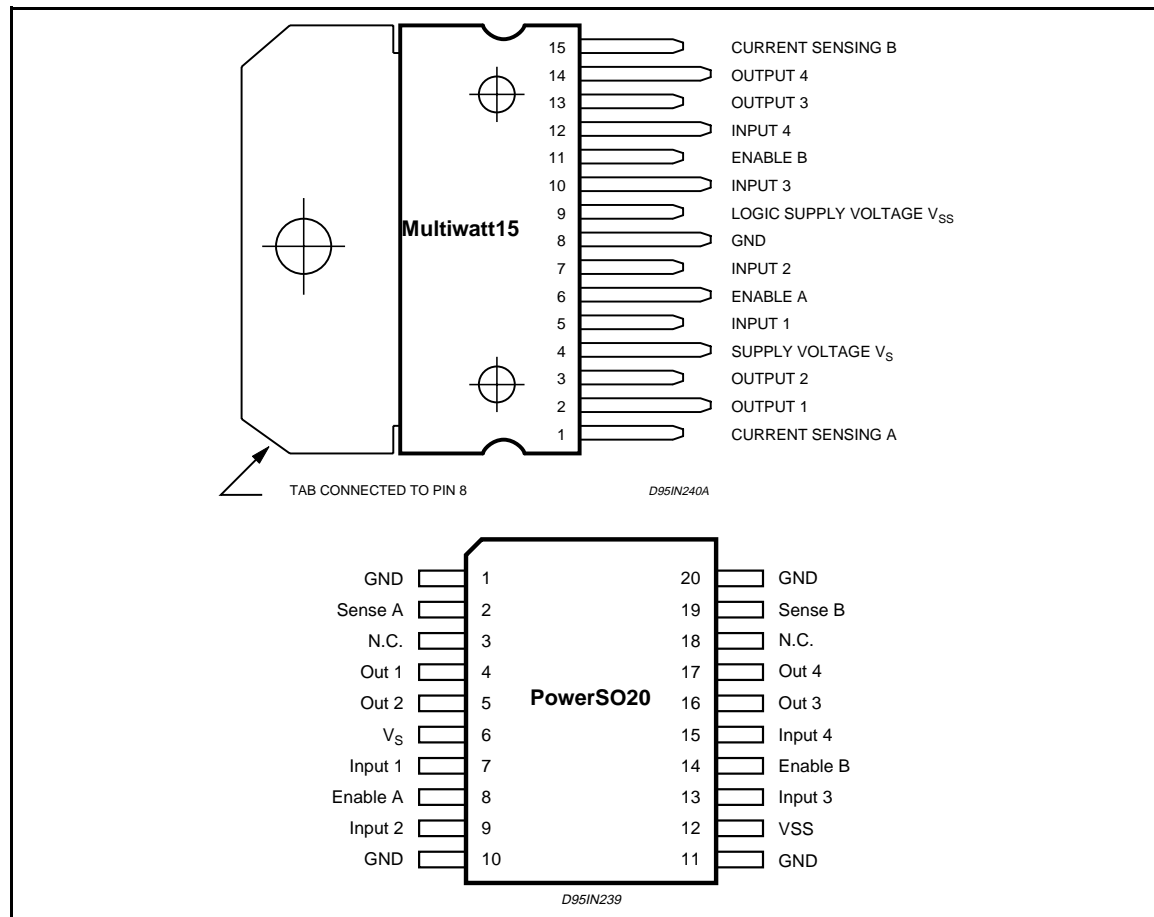 15 CURRENT SENSING B
14 OUTPUT 4
13 OUTPUT 3
12 INPUT 4
11 ENABLE B
10 INPUT 3
9 LOGIC SUPPLY VOLTAGE VSS
Multiwatt15
8 GND
7 INPUT 2
6 ENABLE A
5 INPUT 1
4 SUPPLY VOLTAGE VS
3 OUTPUT 2
2 OUTPUT 1
1 CURRENT SENSING A
TAB CONNECTED TO PIN 8 D95IN240A
GND 1 20 GND
Sense A 2 19 Sense B
N.C. 3 18 N.C.
Out 1 4 17 Out 4
Out 2 5 PowerSO20 16 Out 3
VS 6 15 Input 4
Input 1 7 14 Enable B
Enable A 8 13 Input 3
Input 2 9 12 VSS
GND 10 11 GND
D95IN239